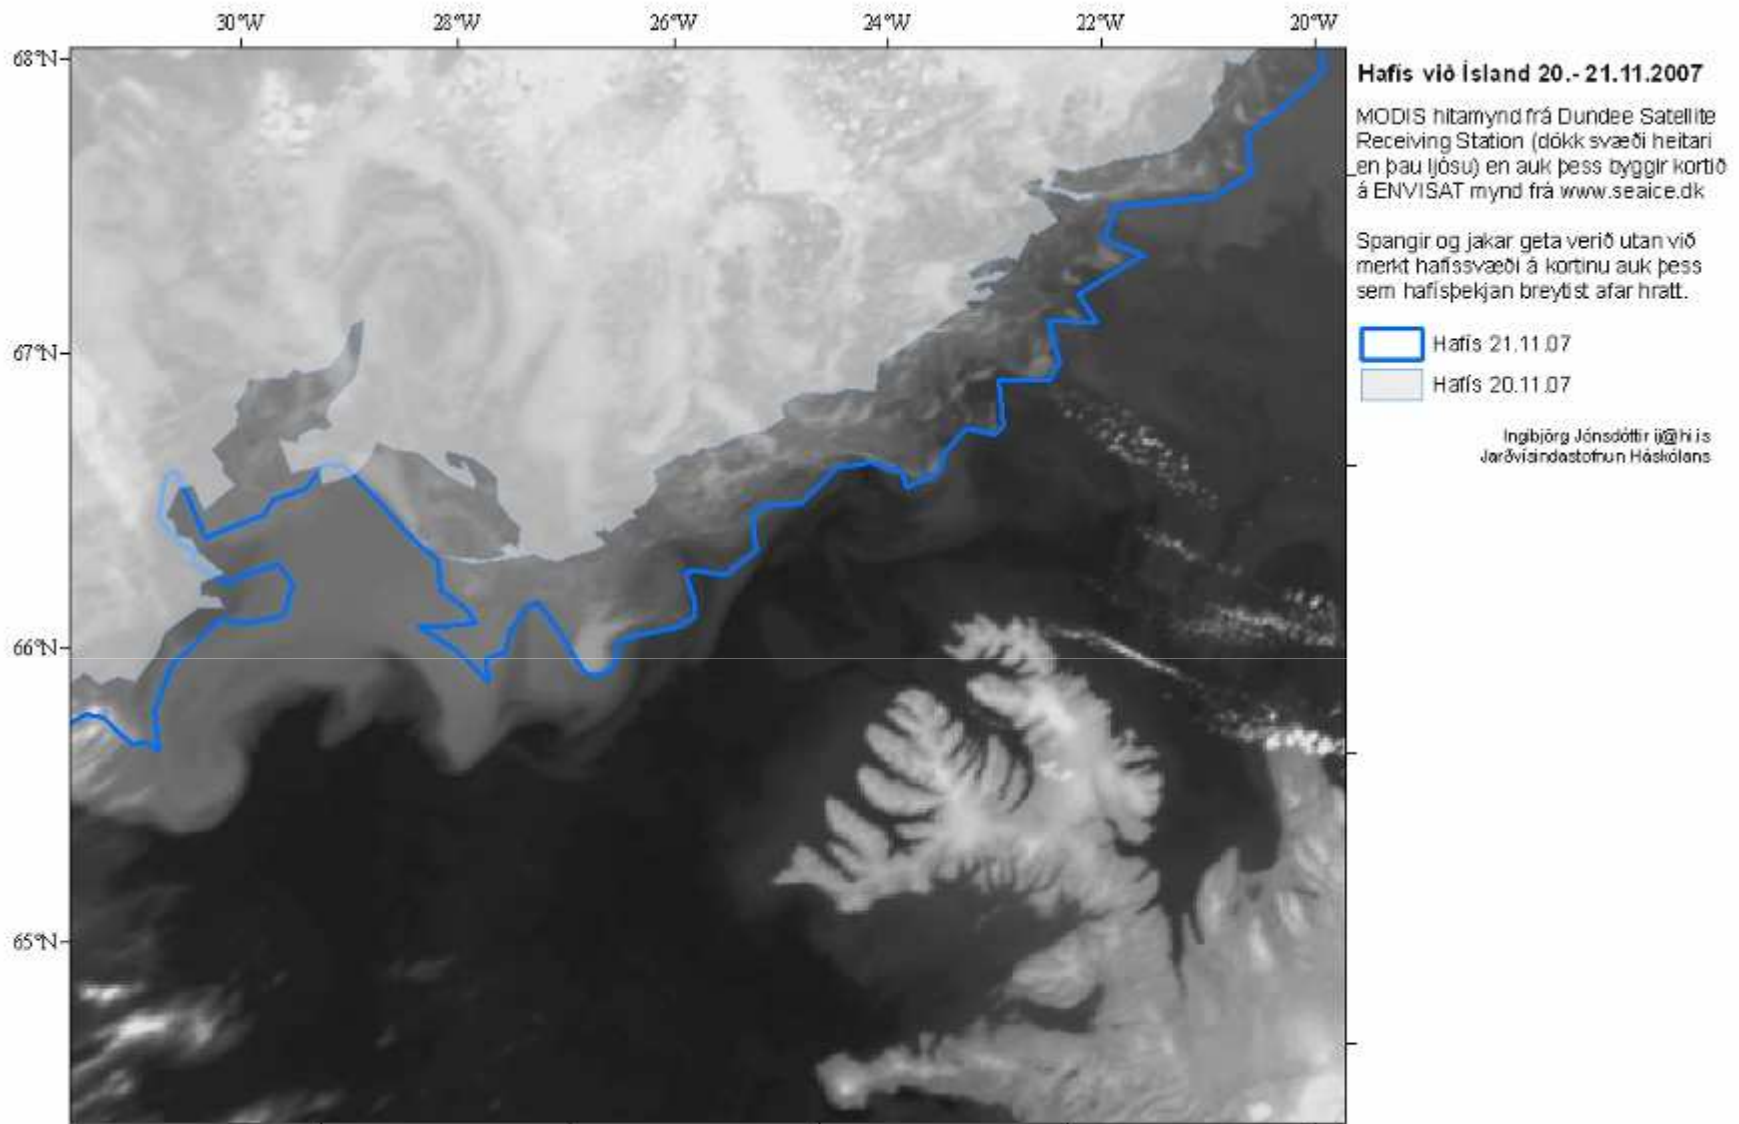 30°W 28°W 26°W 24°W 22°W 20°W
68°N
67°N
66°N
65°N
Hafís við Ísland 20.- 21.11.2007
MODIS hitamynd frá Dundee Satellite
Receiving Station (dökk svæði heitari
en þau ljósu) en auk þess byggir kortið
á ENVISAT mynd frá www.seaice.dk
Spangir og jakar geta verið utan við
merkt hafíssvæði á kortinu auk þess
sem hafísþekjan breytist afar hratt.
Hafís 21.11.07
Hafís 20.11.07
Ingibjörg Jónsdóttir ij@hi.is
Jarðvísindastofnun Háskólans